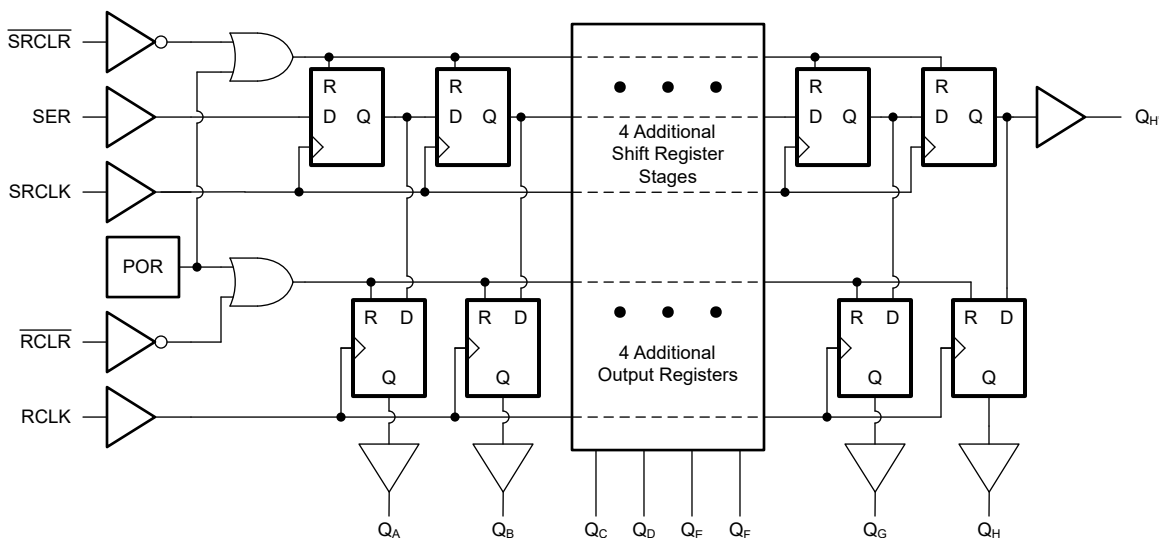 SRCLR
SER
SRCLK
POR
RCLR
RCLK
R
D Q
R
D Q
4 Additional
Shift Register
Stages
R
D Q
R
D Q
QH'
R D
Q
R D
Q
4 Additional
Output Registers
R D
Q
R D
Q
QA QB QC QD QE QF QG QH